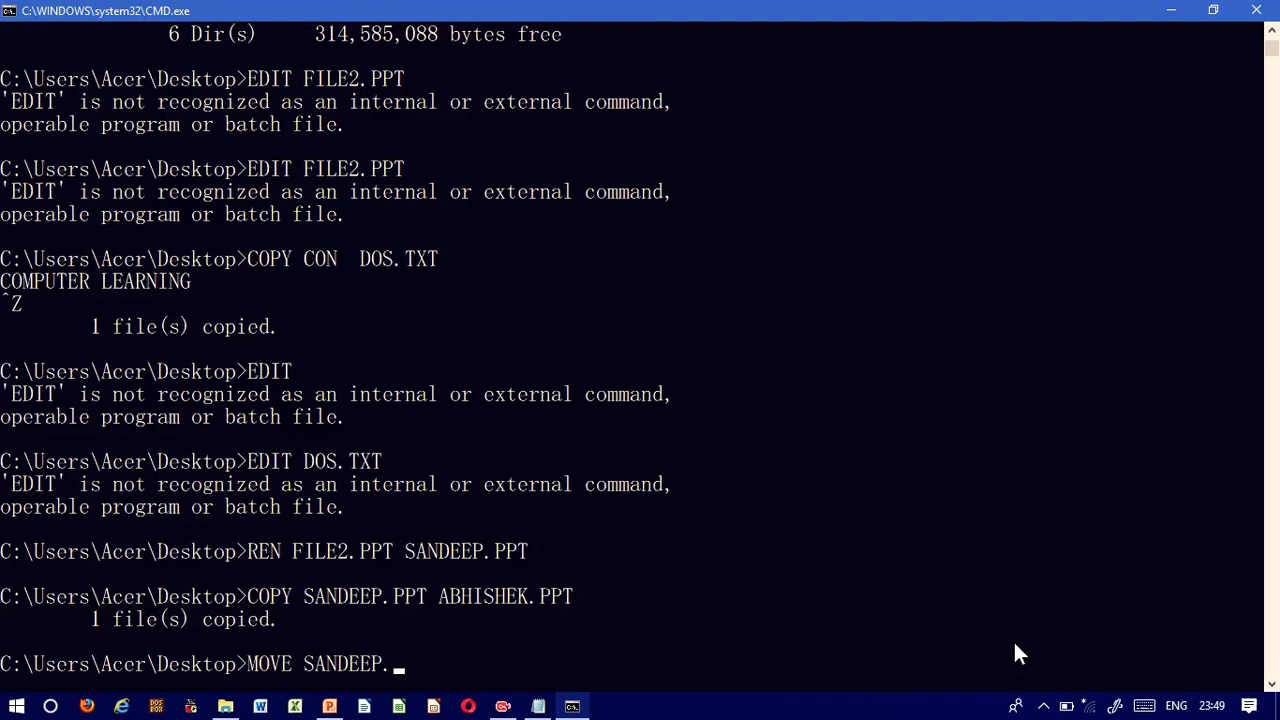 C:\WINDOWS\system32\CMD.exe
6 Dir(s)     314,585,088 bytes free
C:\Users\Acer\Desktop>EDIT FILE2.PPT
'EDIT' is not recognized as an internal or external command,
operable program or batch file.
C:\Users\Acer\Desktop>EDIT FILE2.PPT
'EDIT' is not recognized as an internal or external command,
operable program or batch file.
C:\Users\Acer\Desktop>COPY CON  DOS.TXT
COMPUTER LEARNING
^Z
1 file(s) copied.
C:\Users\Acer\Desktop>EDIT
'EDIT' is not recognized as an internal or external command,
operable program or batch file.
C:\Users\Acer\Desktop>EDIT DOS.TXT
'EDIT' is not recognized as an internal or external command,
operable program or batch file.
C:\Users\Acer\Desktop>REN FILE2.PPT SANDEEP.PPT
C:\Users\Acer\Desktop>COPY SANDEEP.PPT ABHISHEK.PPT
1 file(s) copied.
C:\Users\Acer\Desktop>MOVE SANDEEP._
ENG 23:49